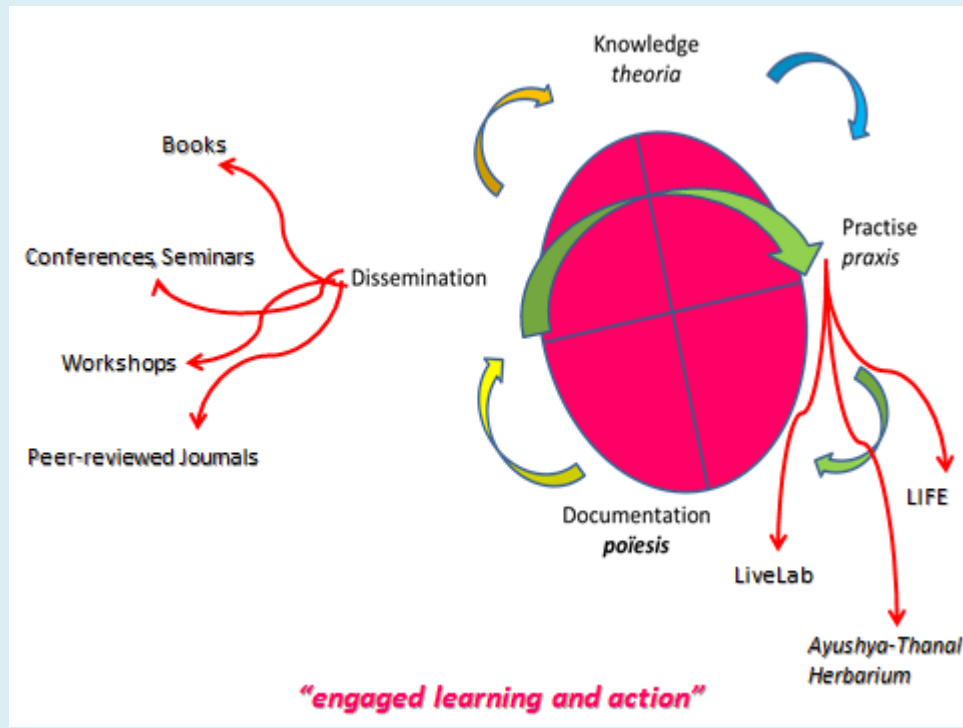 Knowledge
theoria
Books
Practise
praxis
Conferences, Seminars
Dissemination
Workshops
Peer-reviewed Journals
LIFE
Documentation
poïesis
LiveLab
Ayushya-Thanal
Herbarium
"engaged learning and action"